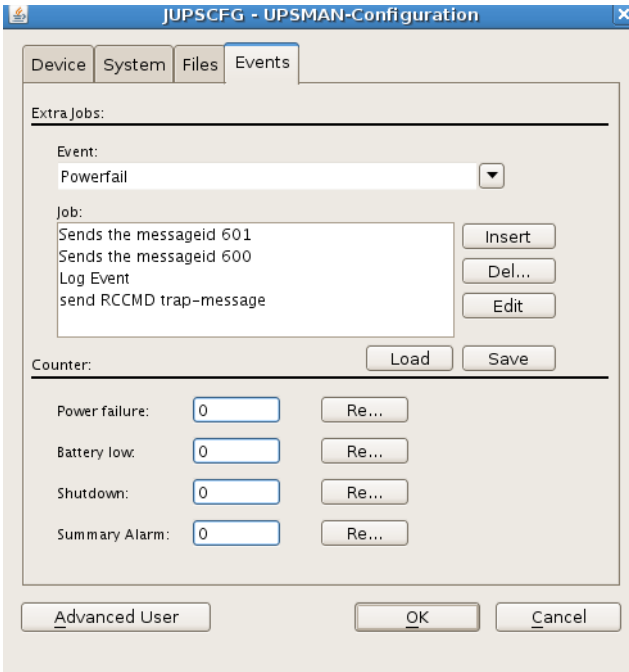 JUPSCFG - UPSMAN-Configuration
Device System Files Events
Extra Jobs:
Event:
Powerfail
Job:
Sends the messageid 601
Sends the messageid 600
Log Event
send RCCMD trap-message
Insert
Del...
Edit
Load Save
Counter:
Power failure: 0 Re...
Battery low: 0 Re...
Shutdown: 0 Re...
Summary Alarm: 0 Re...
Advanced User OK Cancel